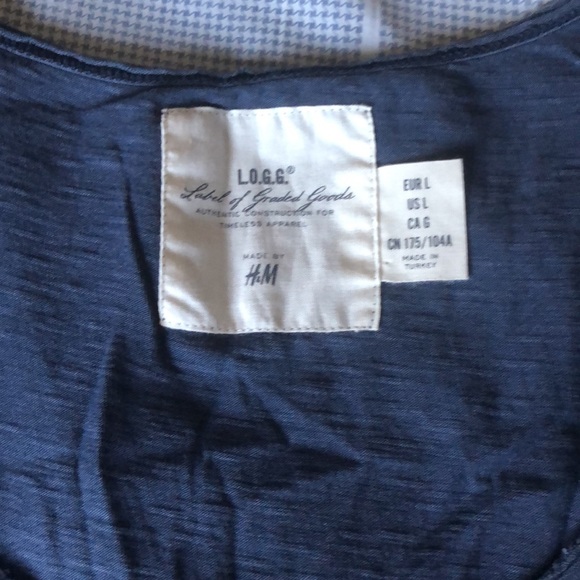 L.O.G.G.®
Label of Graded Goods
AUTHENTIC CONSTRUCTION FOR
TIMELESS APPAREL
MADE BY
H&M
EUR L
US L
CA G
CN 175/104A
MADE IN
TURKEY